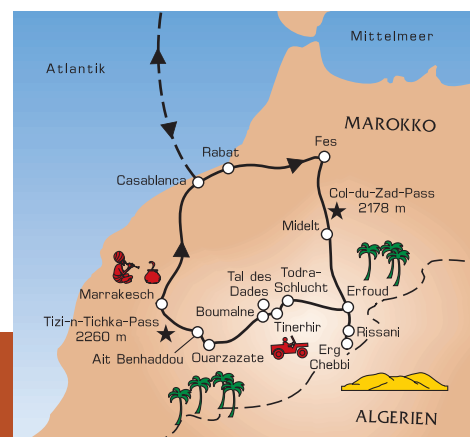 Mittelmeer
Atlantik
MAROKKO
Fes
Rabat
Casablanca
Col-du-Zad-Pass
2178 m
Midelt
Todra-
Schlucht
Tal des
Dades
Erfoud
Marrakesch
Boumalne
Tinerhir
Tizi-n-Tichka-Pass
2260 m
Rissani
Ait Benhaddou
Ouarzazate
Erg
Chebbi
ALGERIEN